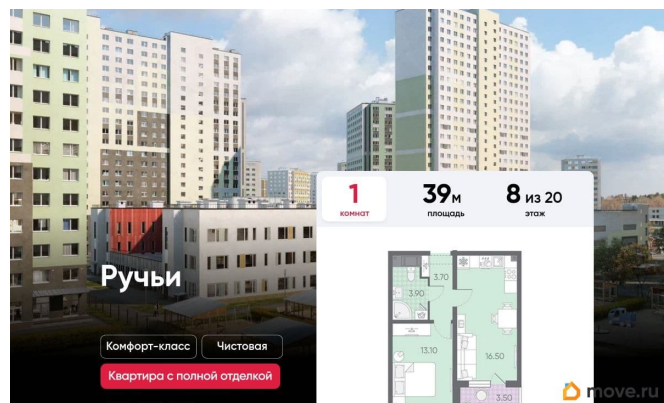 1
комнат
39м
площадь
8 из 20
этаж
Ручьи
Комфорт-класс
Чистовая
Квартира с полной отделкой
3.70
3.90
13.10
16.50
3.50
move.ru